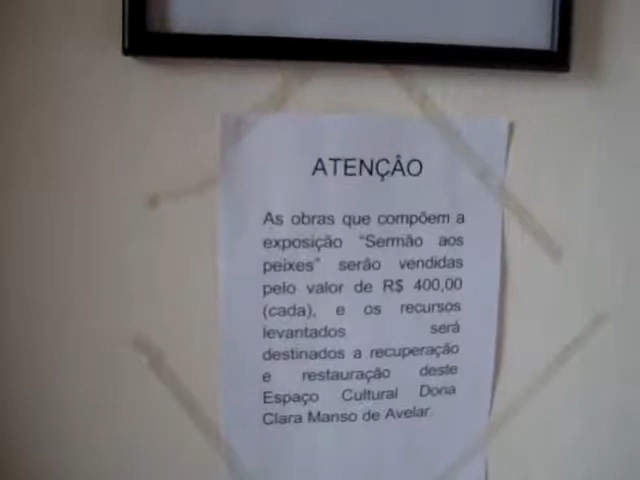 ATENÇÂO
As obras que compõem a
exposição "Sermão aos
peixes" serão vendidas
pelo valor de R$ 400,00
(cada), e os recursos
levantados será
destinados a recuperação
e restauração deste
Espaço Cultural Dona
Clara Manso de Avelar.